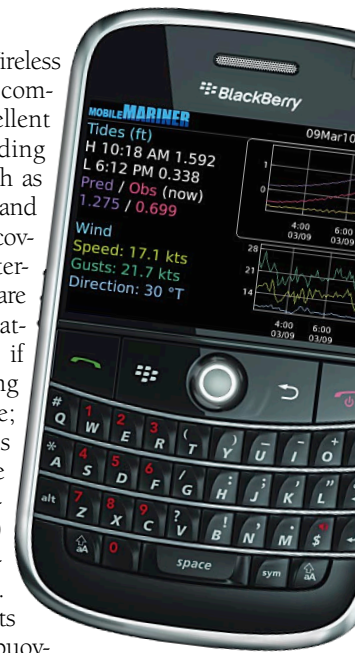 ireless
com-
ellent
ding
h as
and
cov-
ter-
are
at-
if
ng
e;
s
e
-
)
-
.
ts
buoy-
BlackBerry
MOBILE MARINER
09Mar10
Tides (ft)
H 10:18 AM 1.592
L 6:12 PM 0.338
Pred / Obs (now)
1.275 / 0.699
1
0
4:00 6:00
03/09 03/09
Wind
Speed: 17.1 kts
Gusts: 21.7 kts
Direction: 30 °T
28
21
14
4:00 6:00
03/09 03/09
# Q 1 W 2 E 3 R ( T ) Y _ U - I + O
* A 4 S 5 D 6 F / G : H ; J ' K " L
alt 7 Z 8 X 9 C ? V ! B , N . M $
aA 0 space sym aA